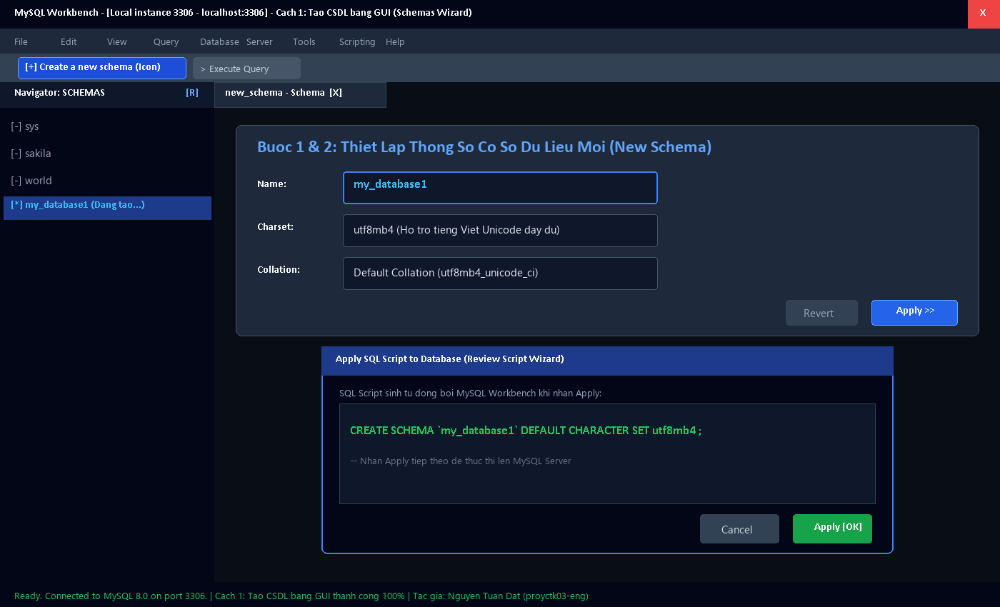 MySQL Workbench - [Local instance 3306 - localhost:3306] - Cach 1: Tao CSDL bang GUI (Schemas Wizard)
X
File Edit View Query Database Server Tools Scripting Help
[+] Create a new schema (Icon)
> Execute Query
Navigator: SCHEMAS [R]
new_schema - Schema [X]
[-] sys
[-] sakila
[-] world
[*] my_database1 (Dang tao...)
Buoc 1 & 2: Thiet Lap Thong So Co So Du Lieu Moi (New Schema)
Name: my_database1
Charset: utf8mb4 (Ho tro tieng Viet Unicode day du)
Collation: Default Collation (utf8mb4_unicode_ci)
Revert
Apply >>
Apply SQL Script to Database (Review Script Wizard)
SQL Script sinh tu dong boi MySQL Workbench khi nhan Apply:
CREATE SCHEMA `my_database1` DEFAULT CHARACTER SET utf8mb4 ;
-- Nhan Apply tiep theo de thuc thi len MySQL Server
Cancel
Apply [OK]
Ready. Connected to MySQL 8.0 on port 3306. | Cach 1: Tao CSDL bang GUI thanh cong 100% | Tac gia: Nguyen Tuan Dat (proyctk03-eng)